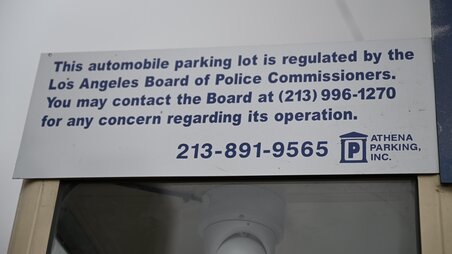 This automobile parking lot is regulated by the
Los Angeles Board of Police Commissioners.
You may contact the Board at (213) 996-1270
for any concern regarding its operation.
213-891-9565
P
ATHENA
PARKING,
INC.